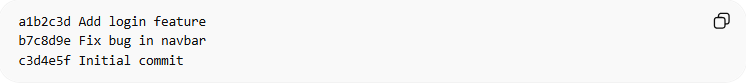 a1b2c3d Add login feature
b7c8d9e Fix bug in navbar
c3d4e5f Initial commit